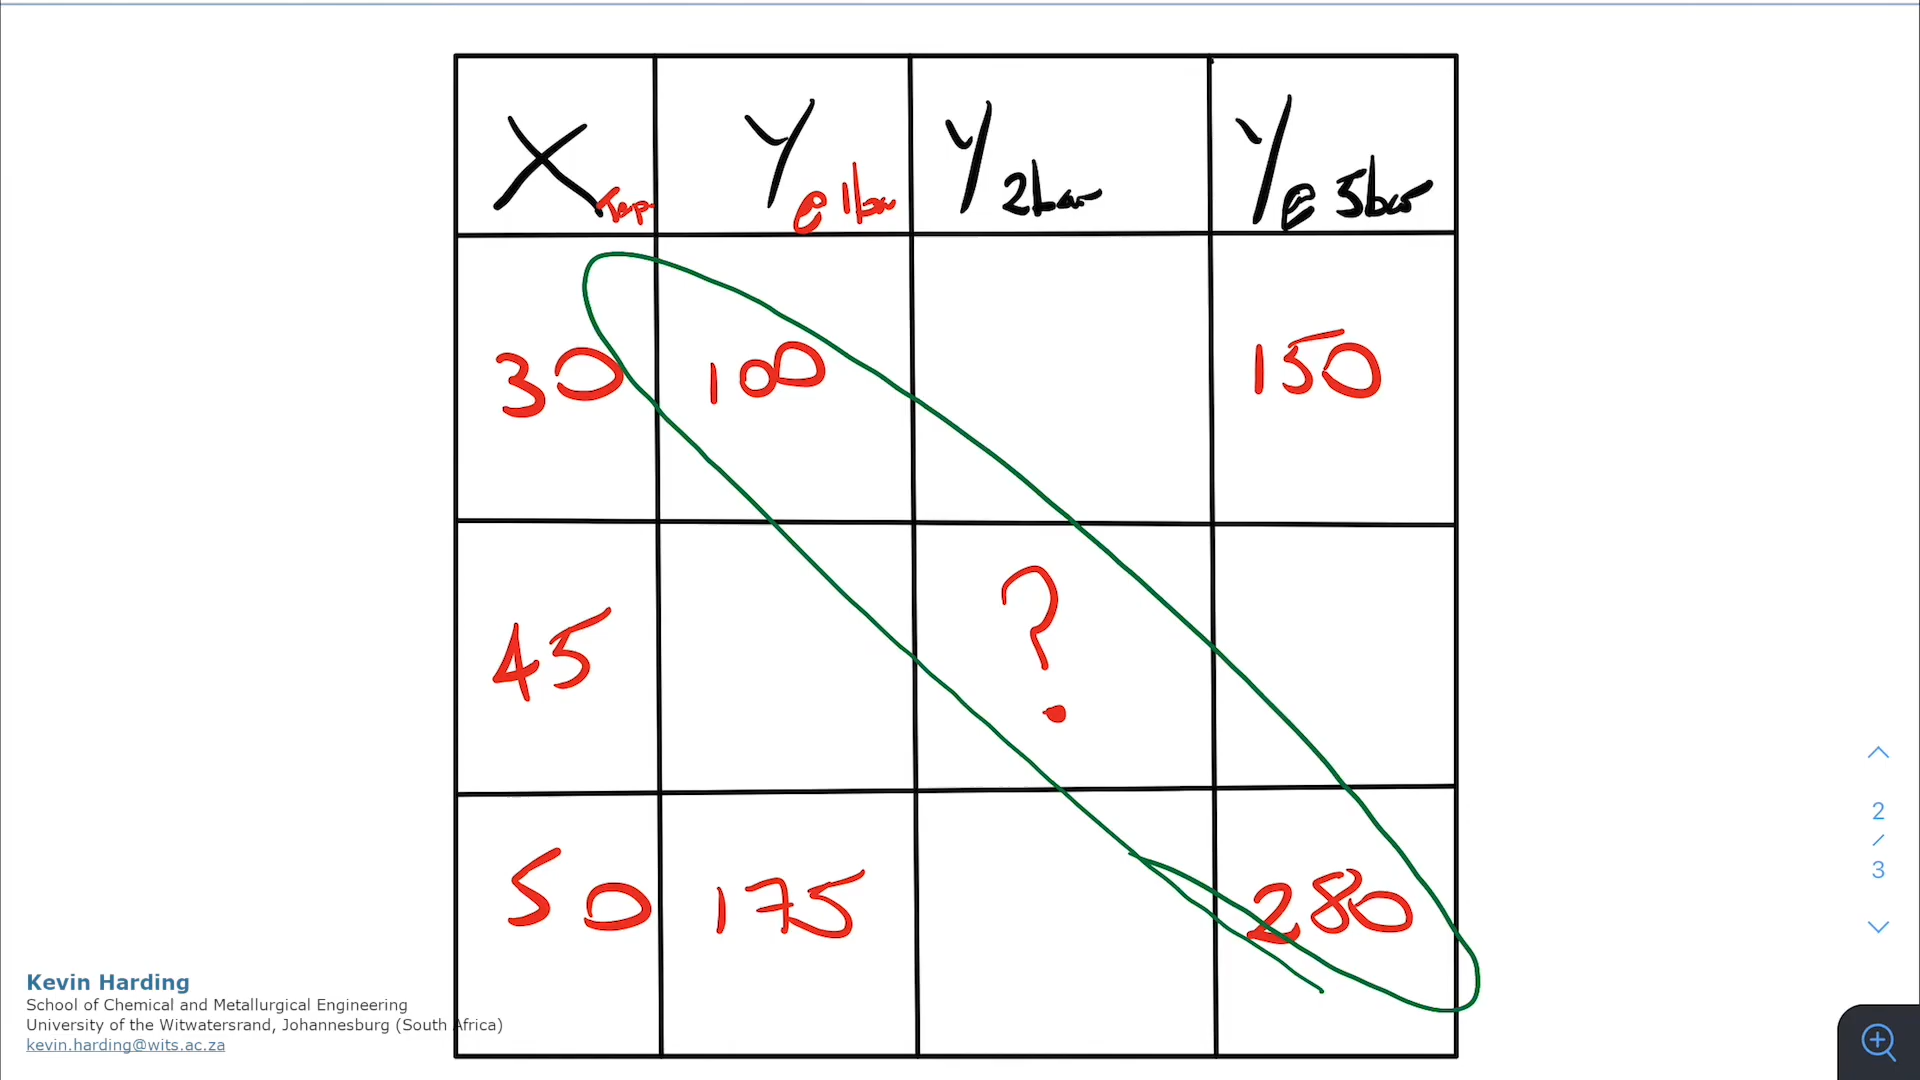 X Temp Y @ 1bar Y 2bar Y @ 5bar
30 100 150
45 ?
50 175 280
Kevin Harding
School of Chemical and Metallurgical Engineering
University of the Witwatersrand, Johannesburg (South Africa)
kevin.harding@wits.ac.za
2
/
3